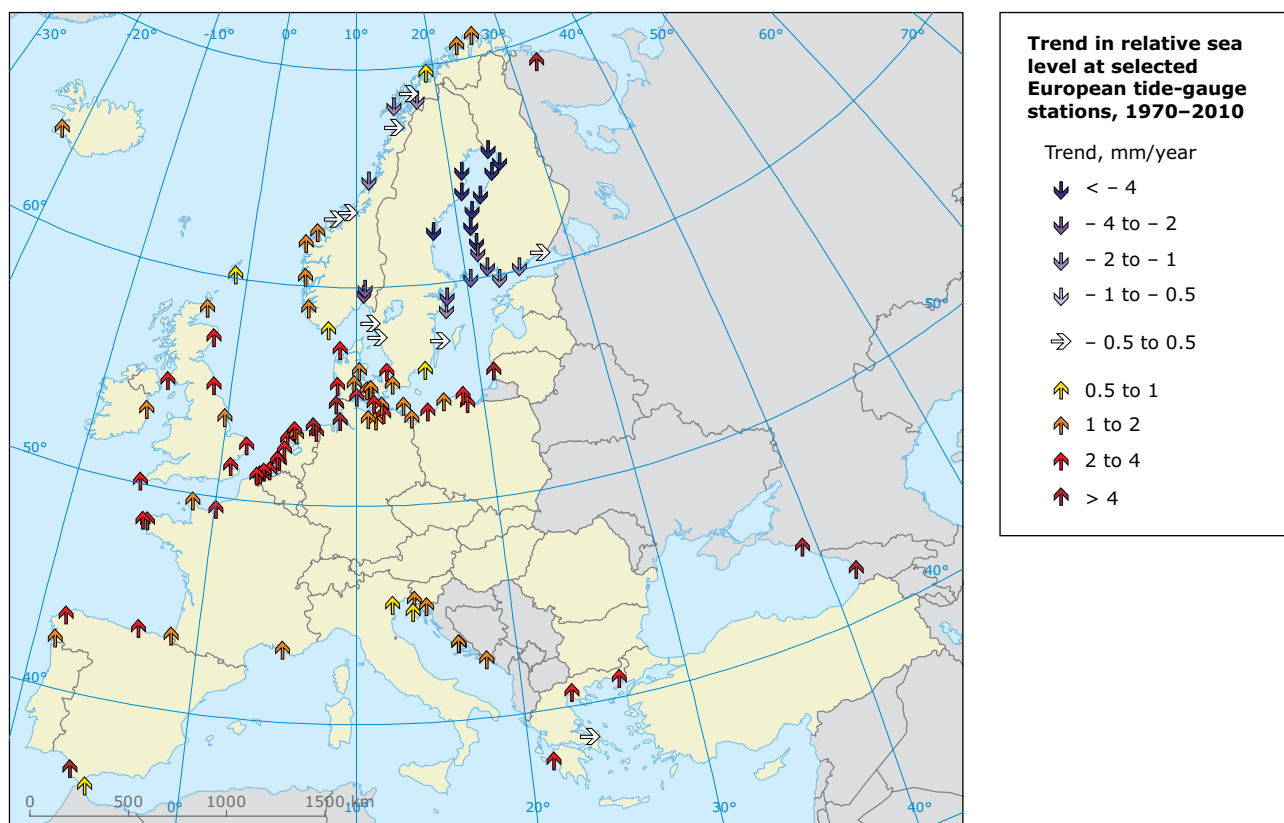 -30°
-20°
-10°
0°
10°
20°
30°
40°
50°
60°
70°
60°
50°
50°
40°
40°
0
500
1000
1500 km
0°
10°
20°
30°
40°
Trend in relative sea
level at selected
European tide-gauge
stations, 1970–2010
Trend, mm/year
< – 4
– 4 to – 2
– 2 to – 1
– 1 to – 0.5
– 0.5 to 0.5
0.5 to 1
1 to 2
2 to 4
> 4